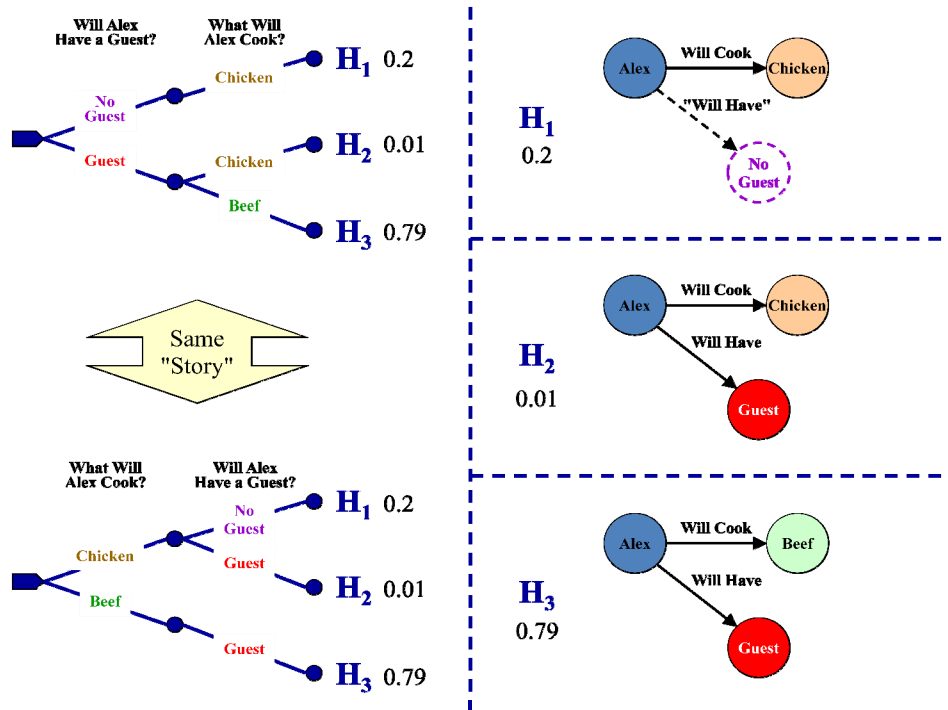 Will Alex
Have a Guest?
What Will
Alex Cook?
No
Guest
Guest
Chicken
Chicken
Beef
H1 0.2
H2 0.01
H3 0.79
Same
"Story"
What Will
Alex Cook?
Will Alex
Have a Guest?
Chicken
Beef
No
Guest
Guest
Guest
H1 0.2
H2 0.01
H3 0.79
H1
0.2
Alex
Will Cook
Chicken
"Will Have"
No
Guest
H2
0.01
Alex
Will Cook
Chicken
Will Have
Guest
H3
0.79
Alex
Will Cook
Beef
Will Have
Guest